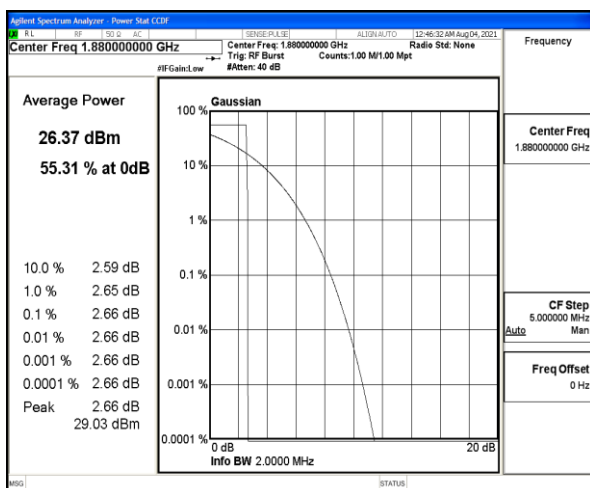 Agilent Spectrum Analyzer - Power Stat CCDF
RL RF 50 Ω AC SENSE:PULSE ALIGNAUTO 12:46:32 AM Aug 04, 2021
Center Freq 1.880000000 GHz
Center Freq: 1.880000000 GHz Radio Std: None
Trig: RF Burst Counts:1.00 M/1.00 Mpt
#IFGain:Low #Atten: 40 dB
Frequency
Average Power
26.37 dBm
55.31 % at 0dB
10.0 % 2.59 dB
1.0 % 2.65 dB
0.1 % 2.66 dB
0.01 % 2.66 dB
0.001 % 2.66 dB
0.0001 % 2.66 dB
Peak 2.66 dB
29.03 dBm
Gaussian
100 %
10 %
1 %
0.1 %
0.01 %
0.001 %
0.0001 %
0 dB 20 dB
Info BW 2.0000 MHz
Center Freq
1.880000000 GHz
CF Step
5.000000 MHz
Auto Man
Freq Offset
0 Hz
MSG STATUS